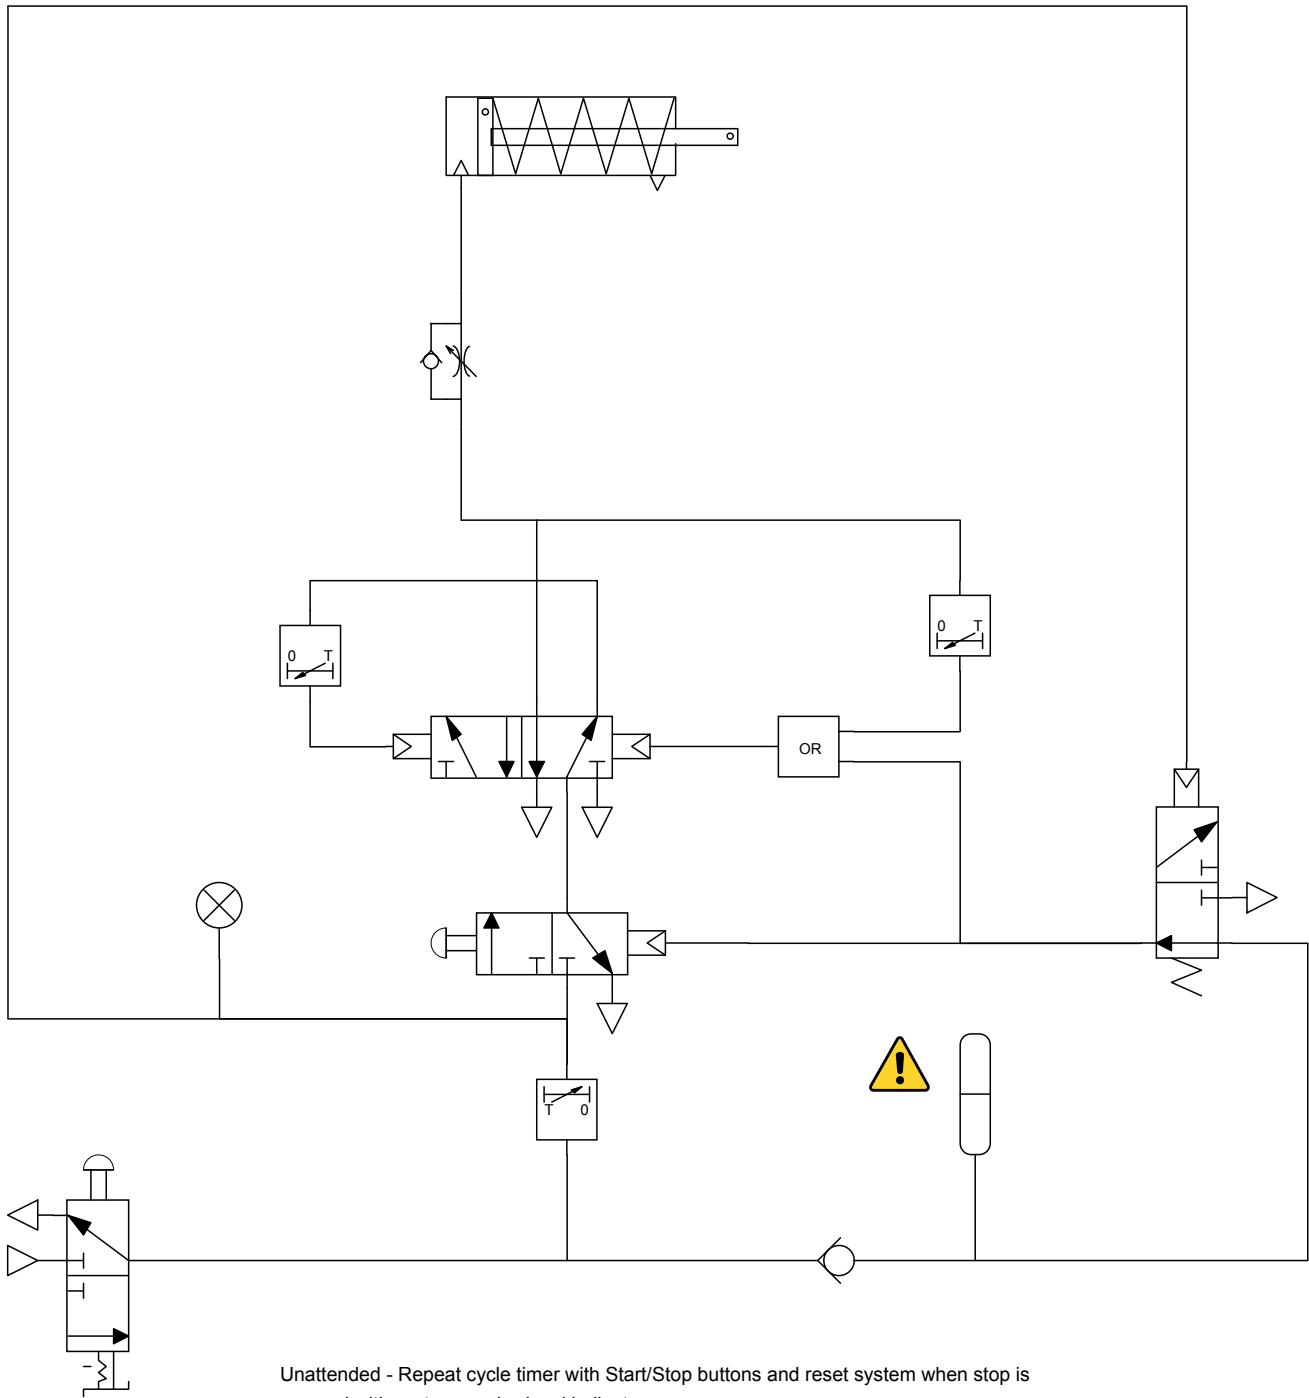 0 T
0 T
OR
T 0
Unattended - Repeat cycle timer with Start/Stop buttons and reset system when stop is